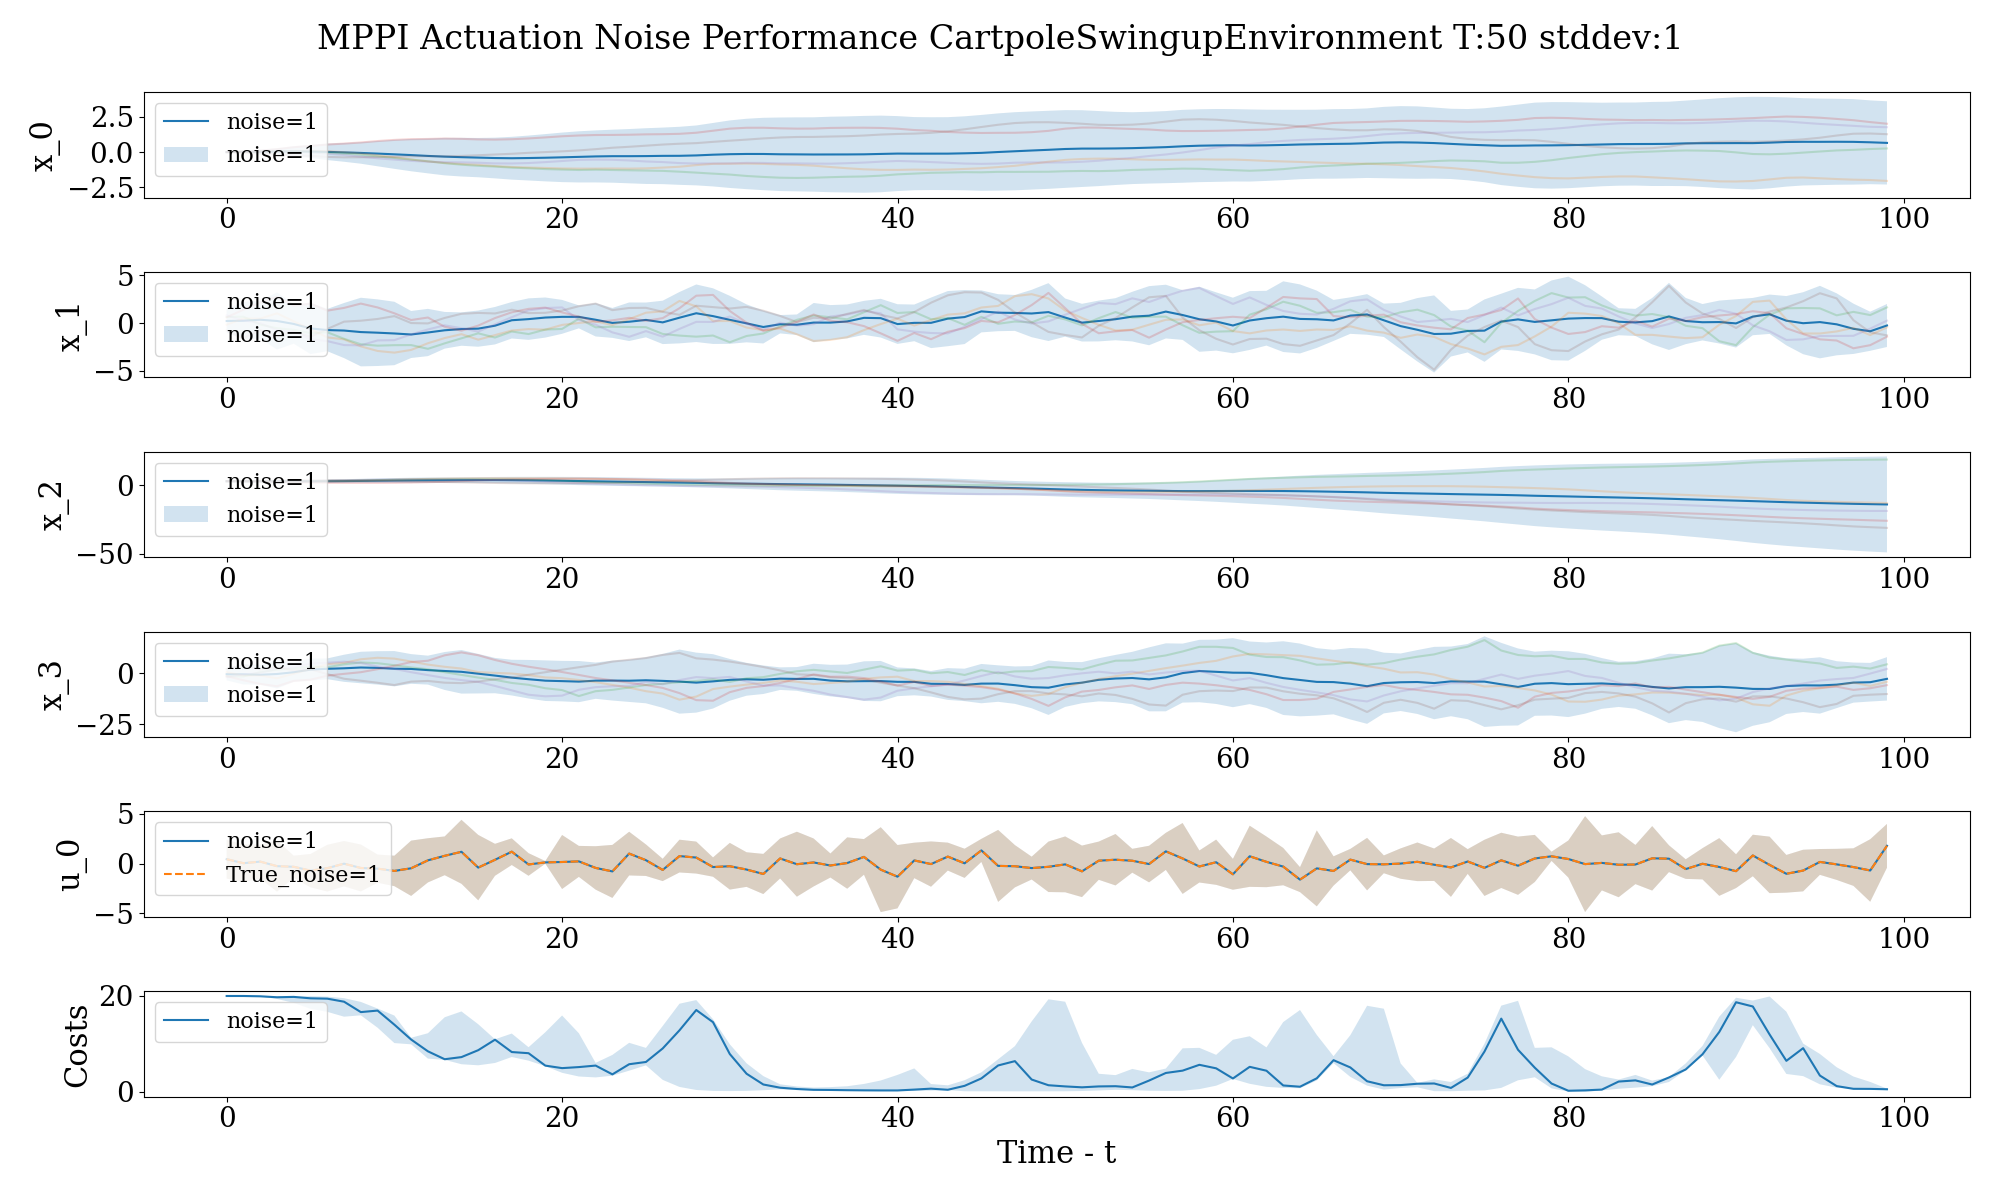 MPPI Actuation Noise Performance CartpoleSwingupEnvironment T:50 stddev:1
x_0
2.5
0.0
−2.5
noise=1
noise=1
0 20 40 60 80 100
x_1
5
0
−5
noise=1
noise=1
0 20 40 60 80 100
x_2
0
−50
noise=1
noise=1
0 20 40 60 80 100
x_3
0
−25
noise=1
noise=1
0 20 40 60 80 100
u_0
5
0
−5
noise=1
True_noise=1
0 20 40 60 80 100
Costs
20
0
noise=1
0 20 40 60 80 100
Time - t